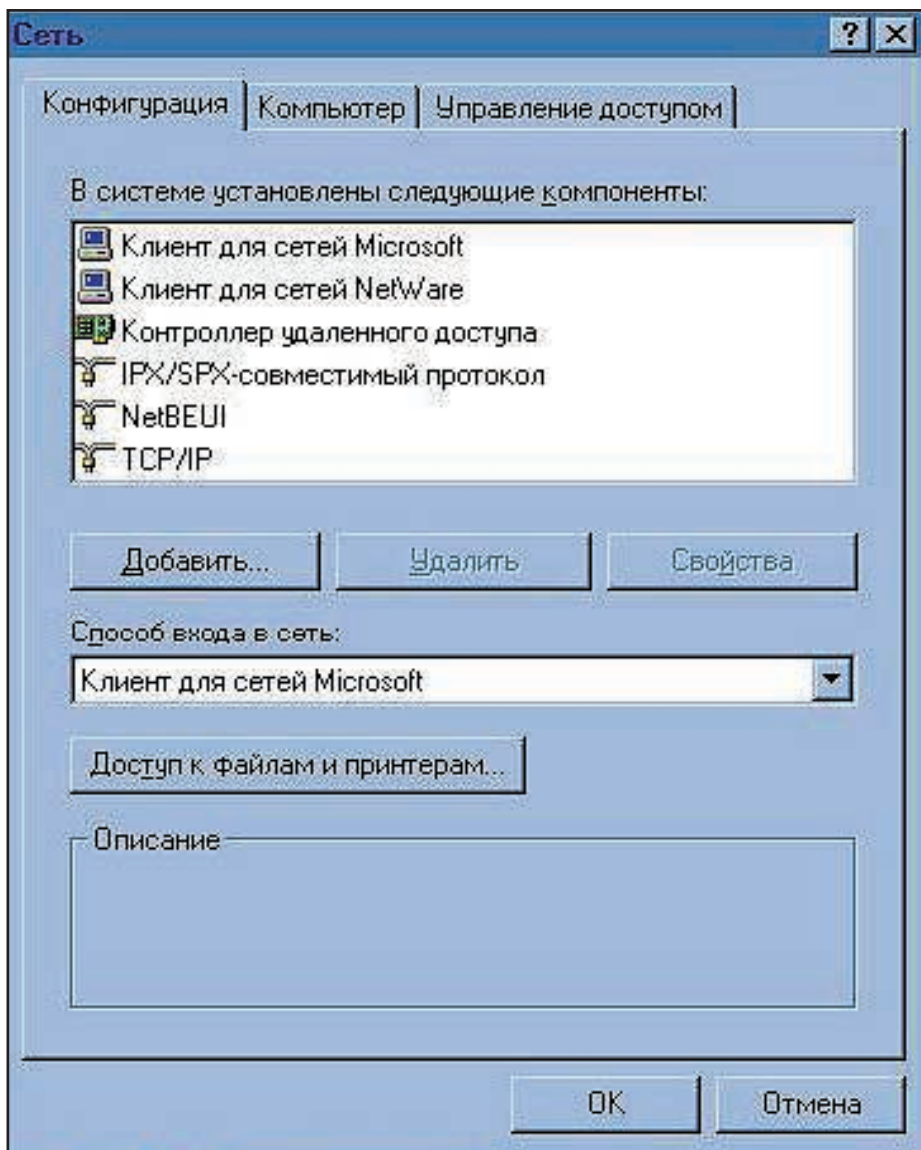 Сеть
Конфигурация Компьютер Управление доступом
В системе установлены следующие компоненты:
Клиент для сетей Microsoft
Клиент для сетей NetWare
Контроллер удаленного доступа
IPX/SPX-совместимый протокол
NetBEUI
TCP/IP
Добавить... Удалить Свойства
Способ входа в сеть:
Клиент для сетей Microsoft
Доступ к файлам и принтерам...
Описание
OK Отмена